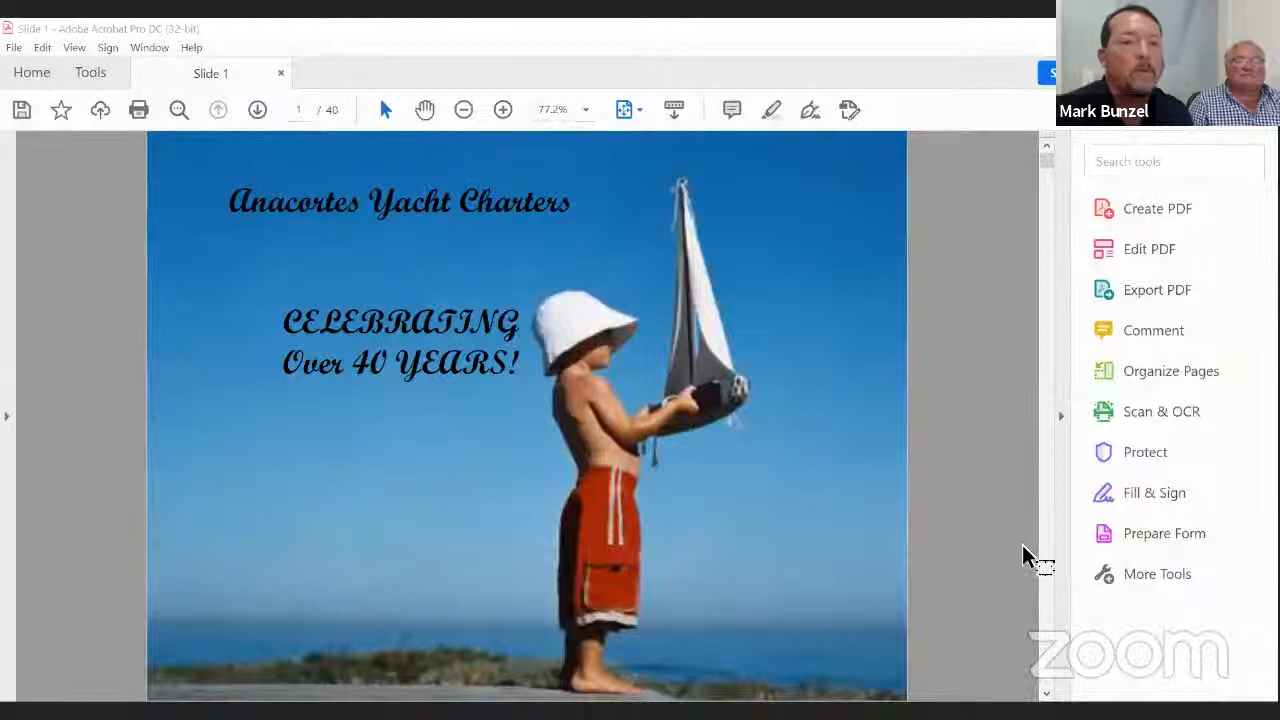 Slide 1 - Adobe Acrobat Pro DC (32-bit)
File Edit View Sign Window Help
Home Tools Slide 1 ×
1 / 40 77.2%
S
Mark Bunzel
Search tools
Create PDF
Edit PDF
Export PDF
Comment
Organize Pages
Scan & OCR
Protect
Fill & Sign
Prepare Form
More Tools
Anacortes Yacht Charters
CELEBRATING
Over 40 YEARS!
zoom